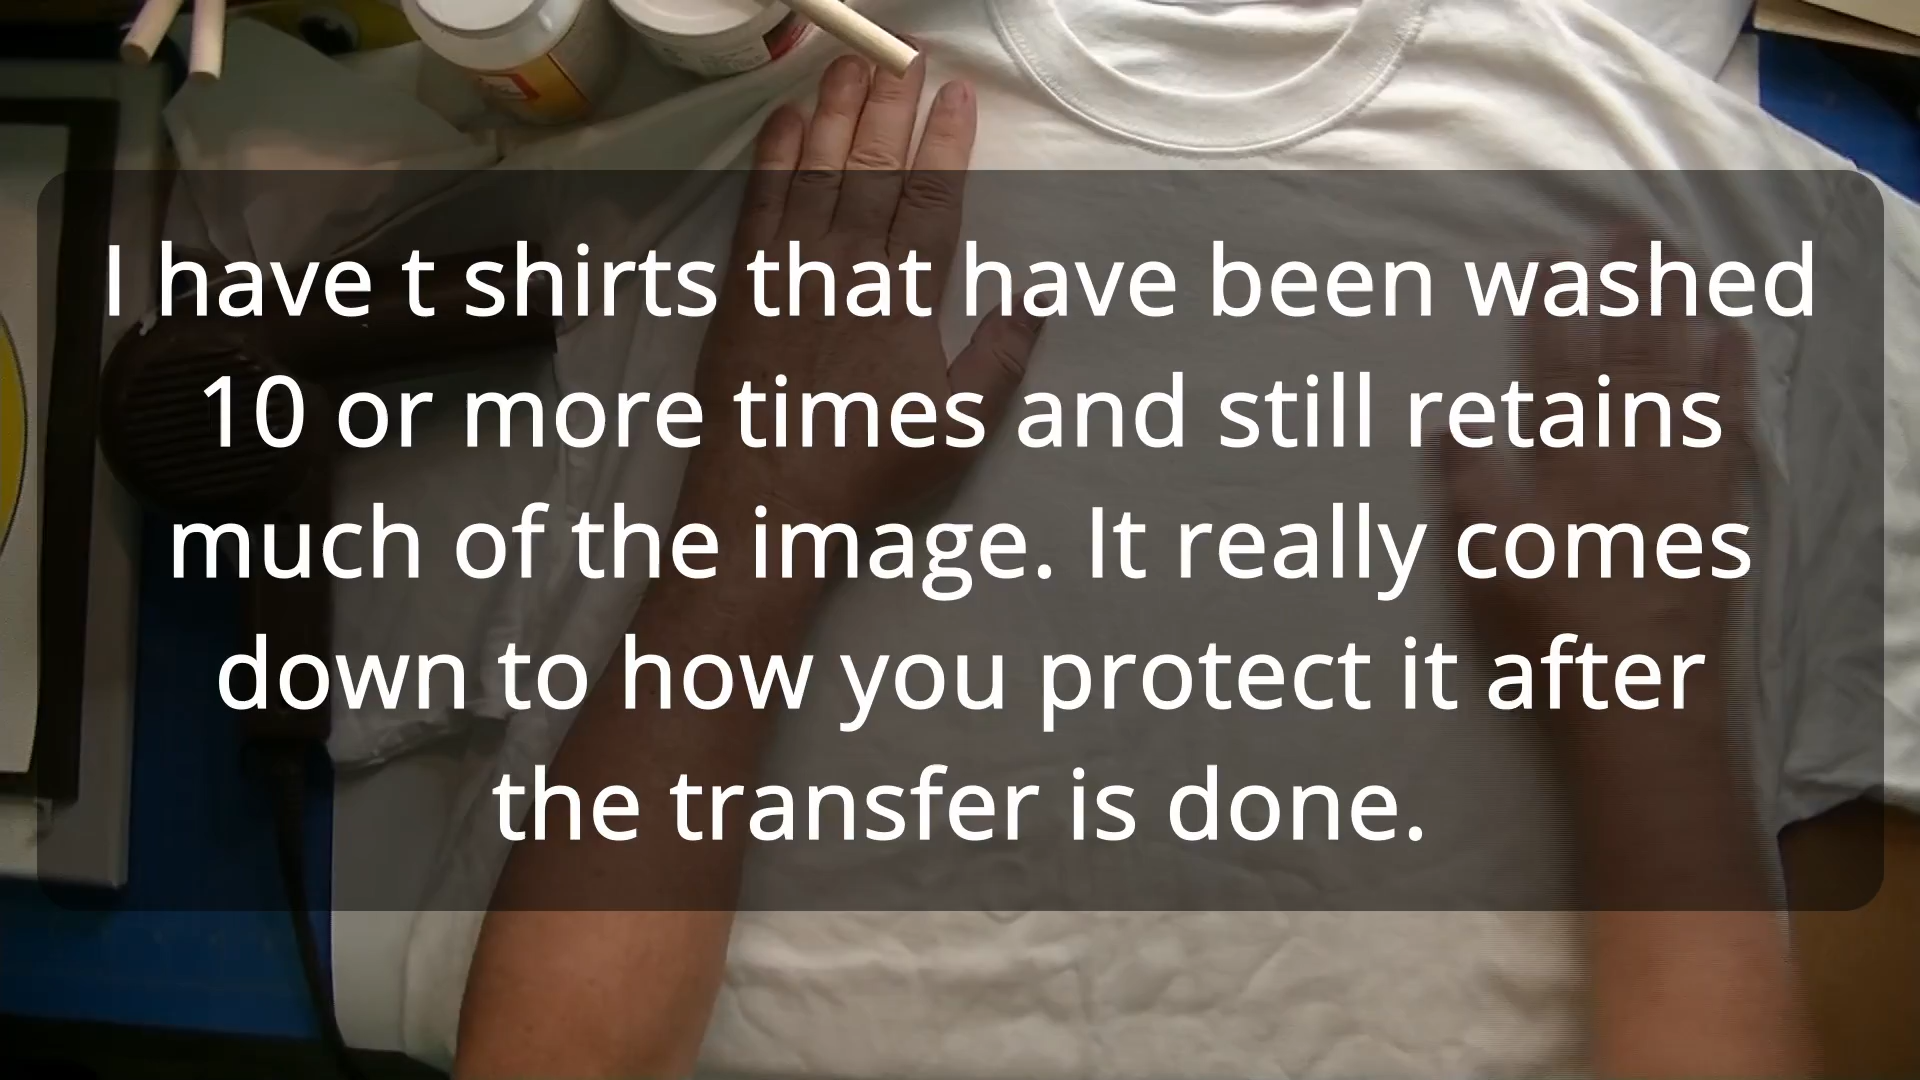 I have t shirts that have been washed
10 or more times and still retains
much of the image. It really comes
down to how you protect it after
the transfer is done.